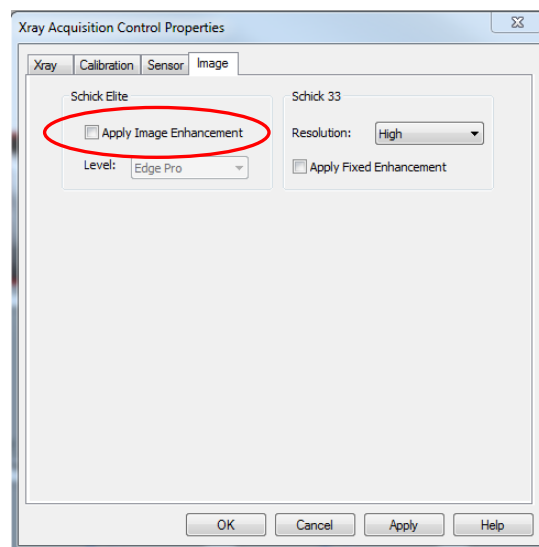 Xray Acquisition Control Properties
Xray Calibration Sensor Image
Schick Elite
Apply Image Enhancement
Level: Edge Pro
Schick 33
Resolution: High
Apply Fixed Enhancement
OK Cancel Apply Help